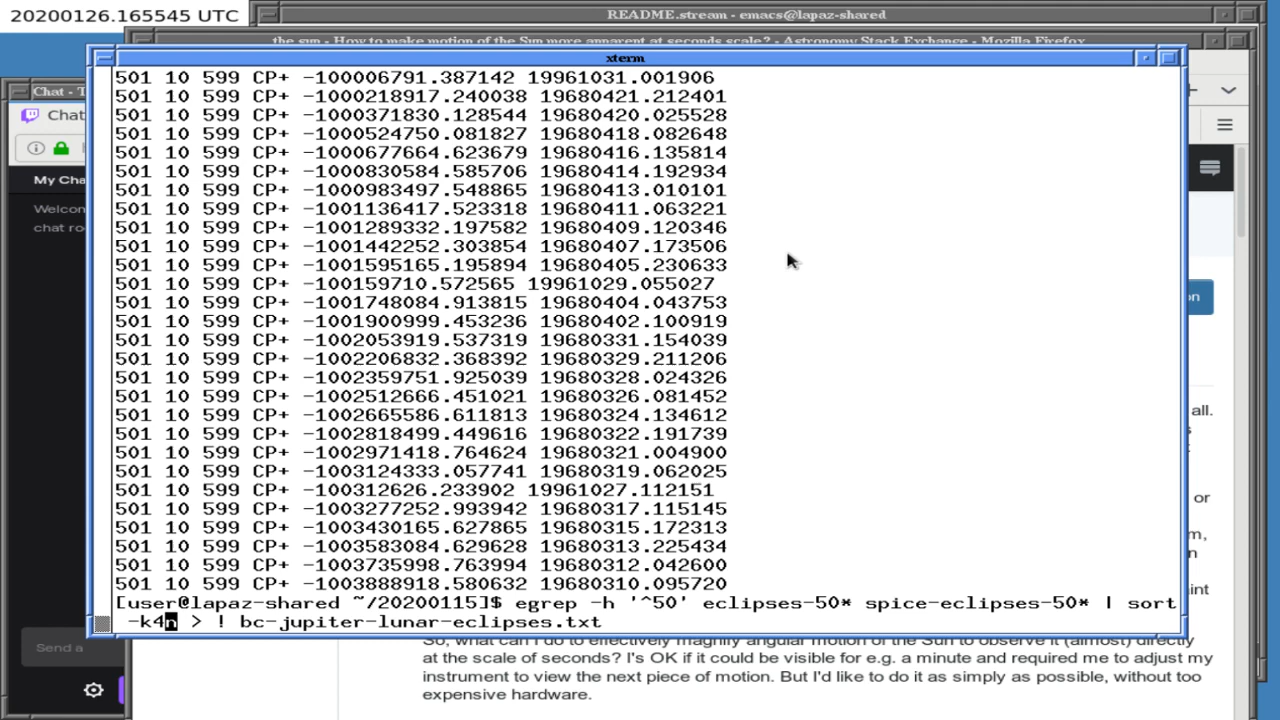 20200126.165545 UTC
README.stream - emacs@lapaz-shared
the sun - How to make motion of the Sun more apparent at seconds scale? - Astronomy Stack Exchange - Mozilla Firefox
xterm
Chat - T
Chat
My Cha
Welcon
chat ro
501 10 599 CP+ -100006791.387142 19961031.001906
501 10 599 CP+ -1000218917.240038 19680421.212401
501 10 599 CP+ -1000371830.128544 19680420.025528
501 10 599 CP+ -1000524750.081827 19680418.082648
501 10 599 CP+ -1000677664.623679 19680416.135814
501 10 599 CP+ -1000830584.585706 19680414.192934
501 10 599 CP+ -1000983497.548865 19680413.010101
501 10 599 CP+ -1001136417.523318 19680411.063221
501 10 599 CP+ -1001289332.197582 19680409.120346
501 10 599 CP+ -1001442252.303854 19680407.173506
501 10 599 CP+ -1001595165.195894 19680405.230633
501 10 599 CP+ -100159710.572565 19961029.055027
501 10 599 CP+ -1001748084.913815 19680404.043753
501 10 599 CP+ -1001900999.453236 19680402.100919
501 10 599 CP+ -1002053919.537319 19680331.154039
501 10 599 CP+ -1002206832.368392 19680329.211206
501 10 599 CP+ -1002359751.925039 19680328.024326
501 10 599 CP+ -1002512666.451021 19680326.081452
501 10 599 CP+ -1002665586.611813 19680324.134612
501 10 599 CP+ -1002818499.449616 19680322.191739
501 10 599 CP+ -1002971418.764624 19680321.004900
501 10 599 CP+ -1003124333.057741 19680319.062025
501 10 599 CP+ -100312626.233902 19961027.112151
501 10 599 CP+ -1003277252.993942 19680317.115145
501 10 599 CP+ -1003430165.627865 19680315.172313
501 10 599 CP+ -1003583084.629628 19680313.225434
501 10 599 CP+ -1003735998.763994 19680312.042600
501 10 599 CP+ -1003888918.580632 19680310.095720
[user@lapaz-shared ~/20200115]$ egrep -h '^50' eclipses-50* spice-eclipses-50* | sort
-k4n > ! bc-jupiter-lunar-eclipses.txt
on
all.
or
m,
n
aint
Send a
So, what can I do to effectively magnify angular motion of the Sun to observe it (almost) directly
at the scale of seconds? I's OK if it could be visible for e.g. a minute and required me to adjust my
instrument to view the next piece of motion. But I'd like to do it as simply as possible, without too
expensive hardware.